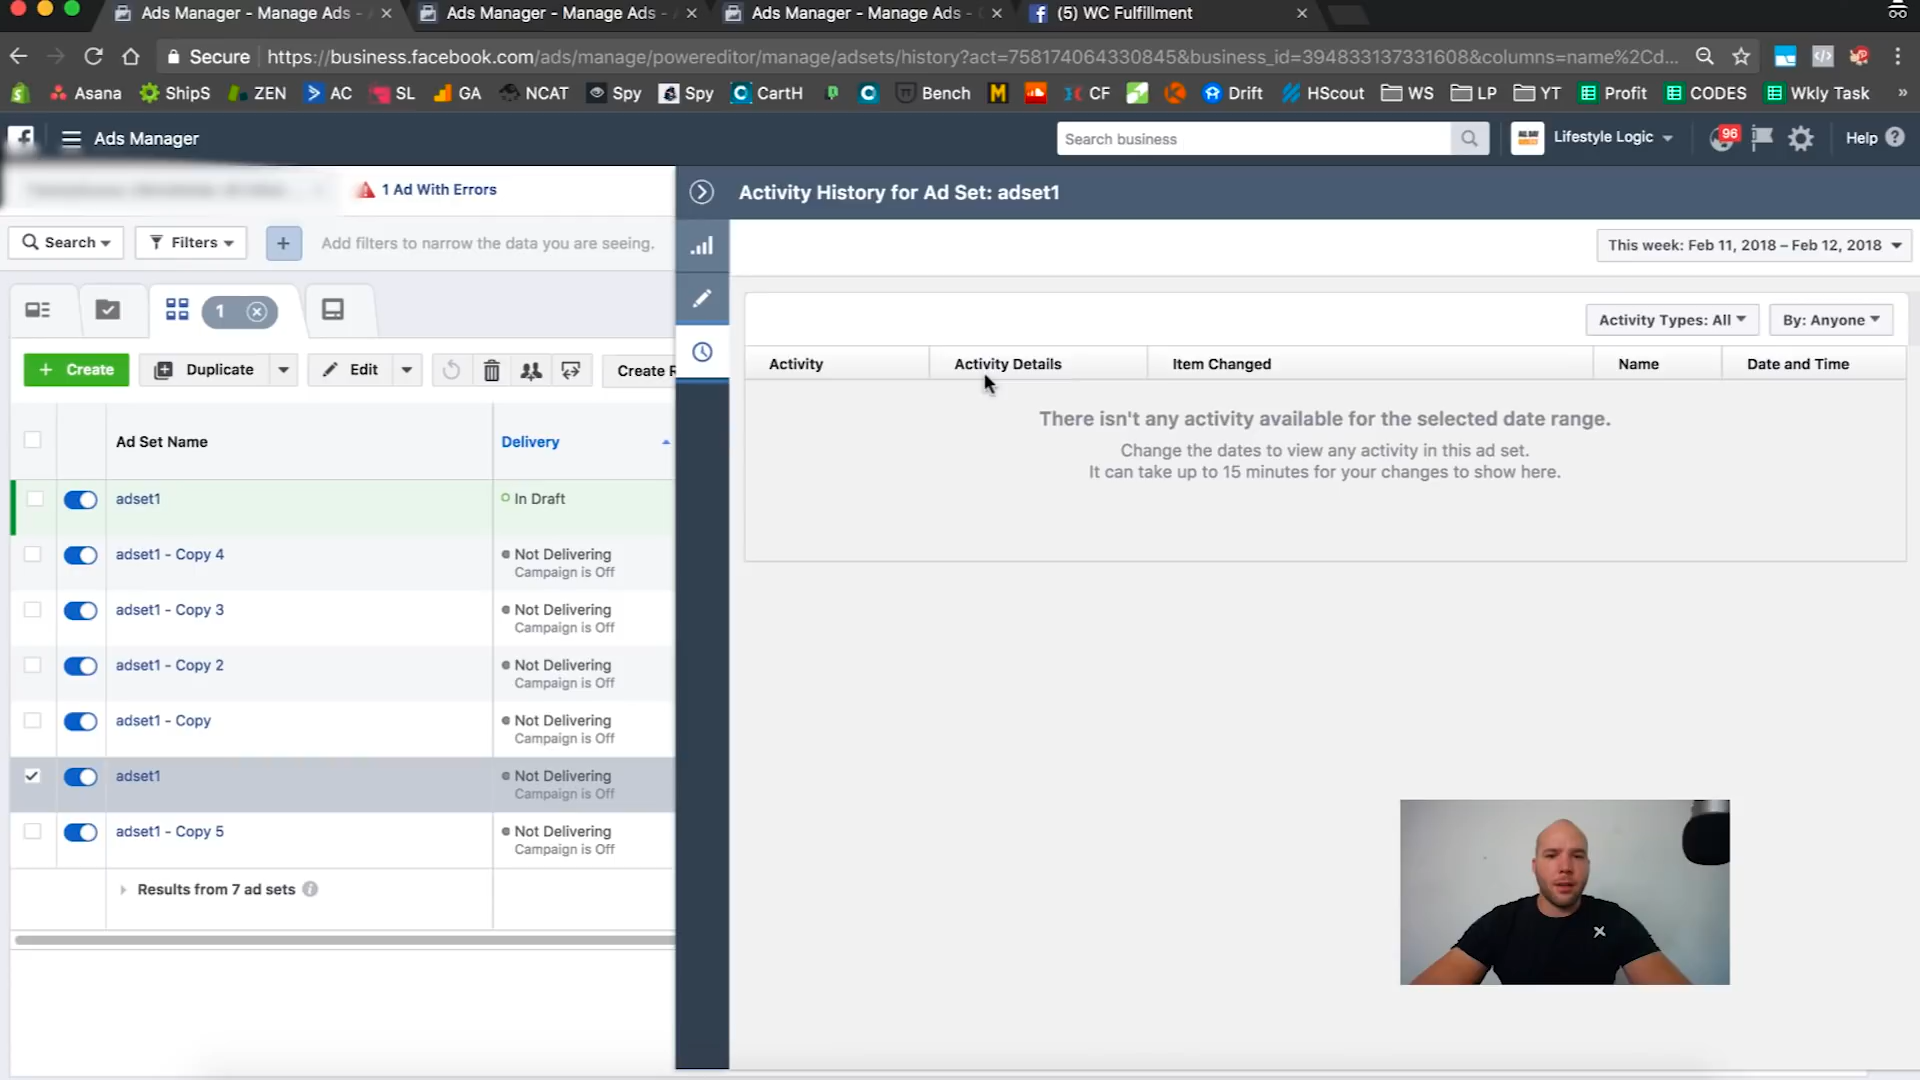 Ads Manager - Manage Ads -
Ads Manager - Manage Ads -
Ads Manager - Manage Ads -
(5) WC Fulfillment
Secure
https://business.facebook.com/ads/manage/powereditor/manage/adsets/history?act=758174064330845&business_id=394833137331608&columns=name%2Cd...
Asana
ShipS
ZEN
AC
SL
GA
NCAT
Spy
Spy
CartH
Bench
CF
Drift
HScout
WS
LP
YT
Profit
CODES
Wkly Task
»
Ads Manager
Search business
Lifestyle Logic
96
Help
1 Ad With Errors
Activity History for Ad Set: adset1
Search
Filters
+
Add filters to narrow the data you are seeing.
This week: Feb 11, 2018 – Feb 12, 2018
1
Activity Types: All
By: Anyone
+ Create
Duplicate
Edit
Create R
Activity
Activity Details
Item Changed
Name
Date and Time
There isn't any activity available for the selected date range.
Change the dates to view any activity in this ad set.
It can take up to 15 minutes for your changes to show here.
Ad Set Name
Delivery
adset1
In Draft
adset1 - Copy 4
Not Delivering
Campaign is Off
adset1 - Copy 3
Not Delivering
Campaign is Off
adset1 - Copy 2
Not Delivering
Campaign is Off
adset1 - Copy
Not Delivering
Campaign is Off
adset1
Not Delivering
Campaign is Off
adset1 - Copy 5
Not Delivering
Campaign is Off
Results from 7 ad sets